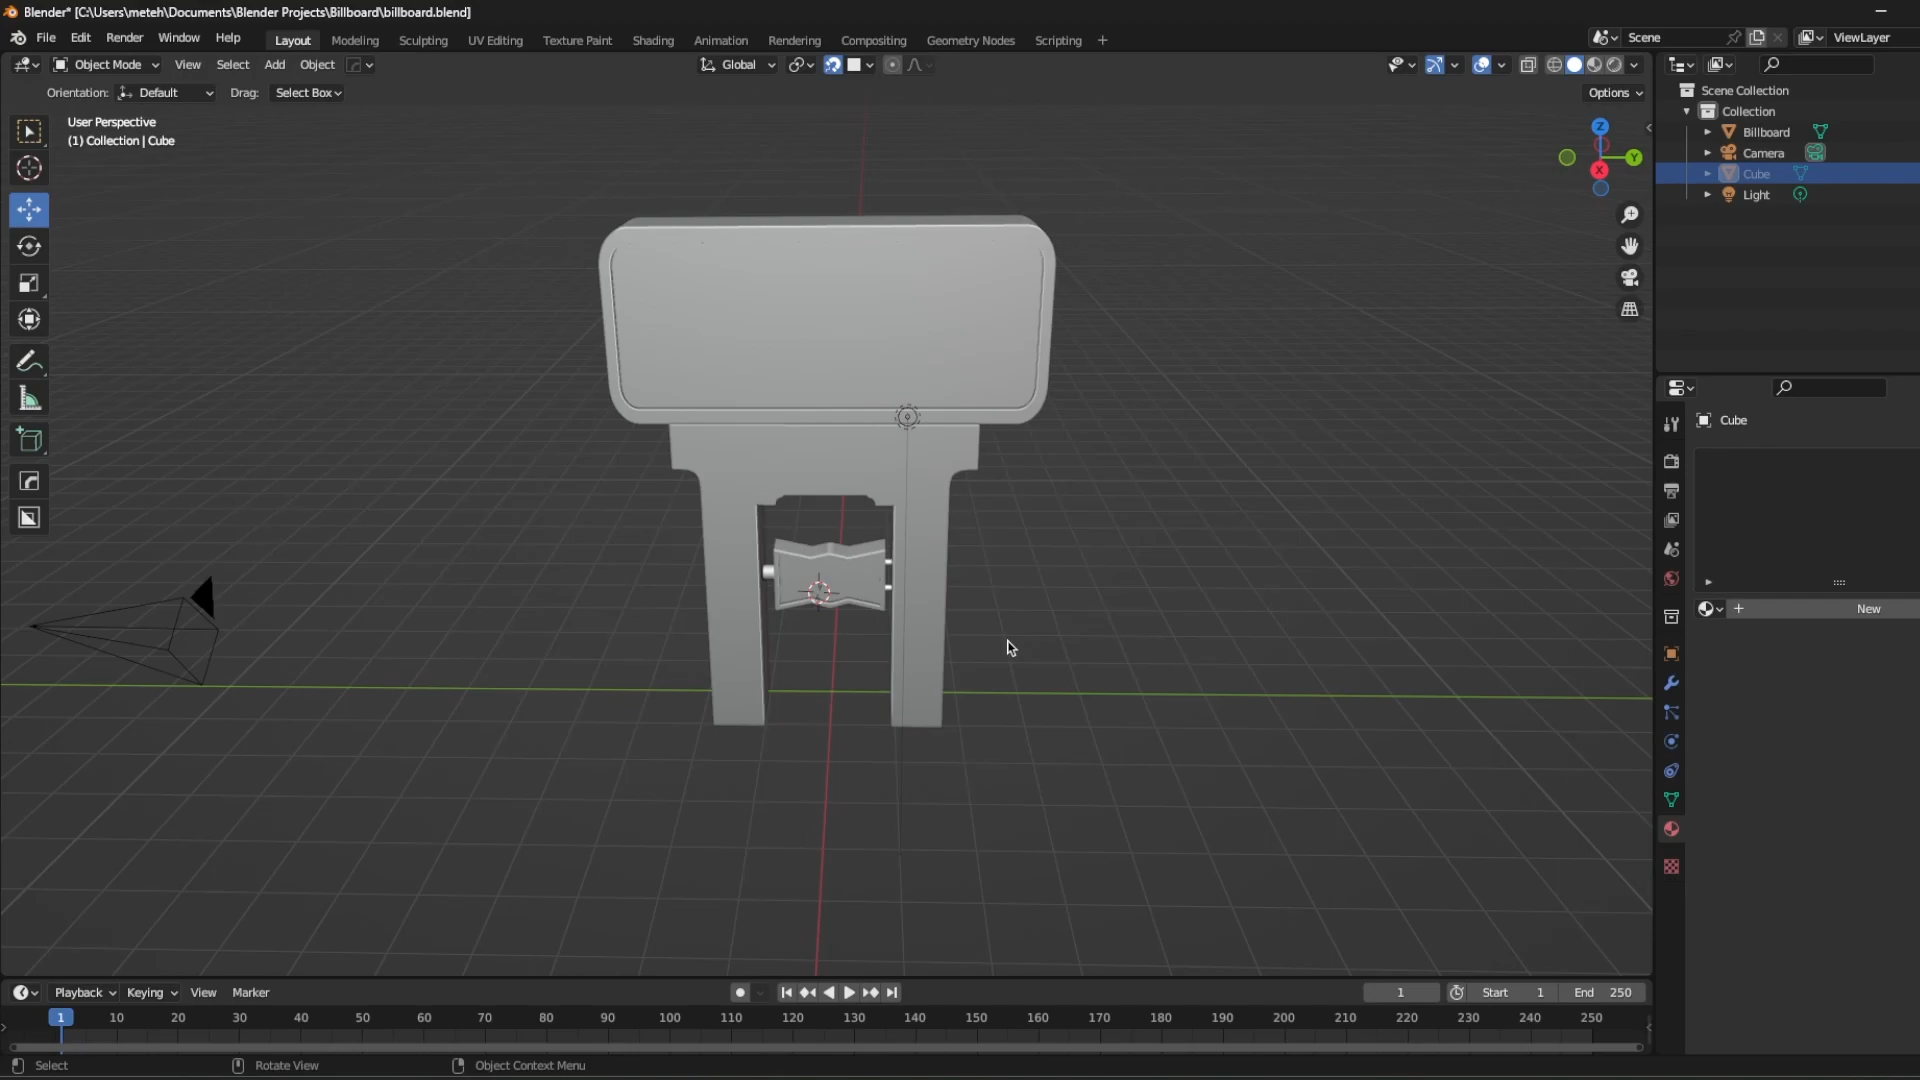 Blender* [C:\Users\meteh\Documents\Blender Projects\Billboard\billboard.blend]
File Edit Render Window Help Layout Modeling Sculpting UV Editing Texture Paint Shading Animation Rendering Compositing Geometry Nodes Scripting + Scene ViewLayer
Object Mode View Select Add Object Global
Orientation: Default Drag: Select Box Options
User Perspective
(1) Collection | Cube
Z
Y
X
Scene Collection
Collection
Billboard
Camera
Cube
Light
Cube
New
Playback Keying View Marker 1 Start 1 End 250
1 10 20 30 40 50 60 70 80 90 100 110 120 130 140 150 160 170 180 190 200 210 220 230 240 250
Select Rotate View Object Context Menu